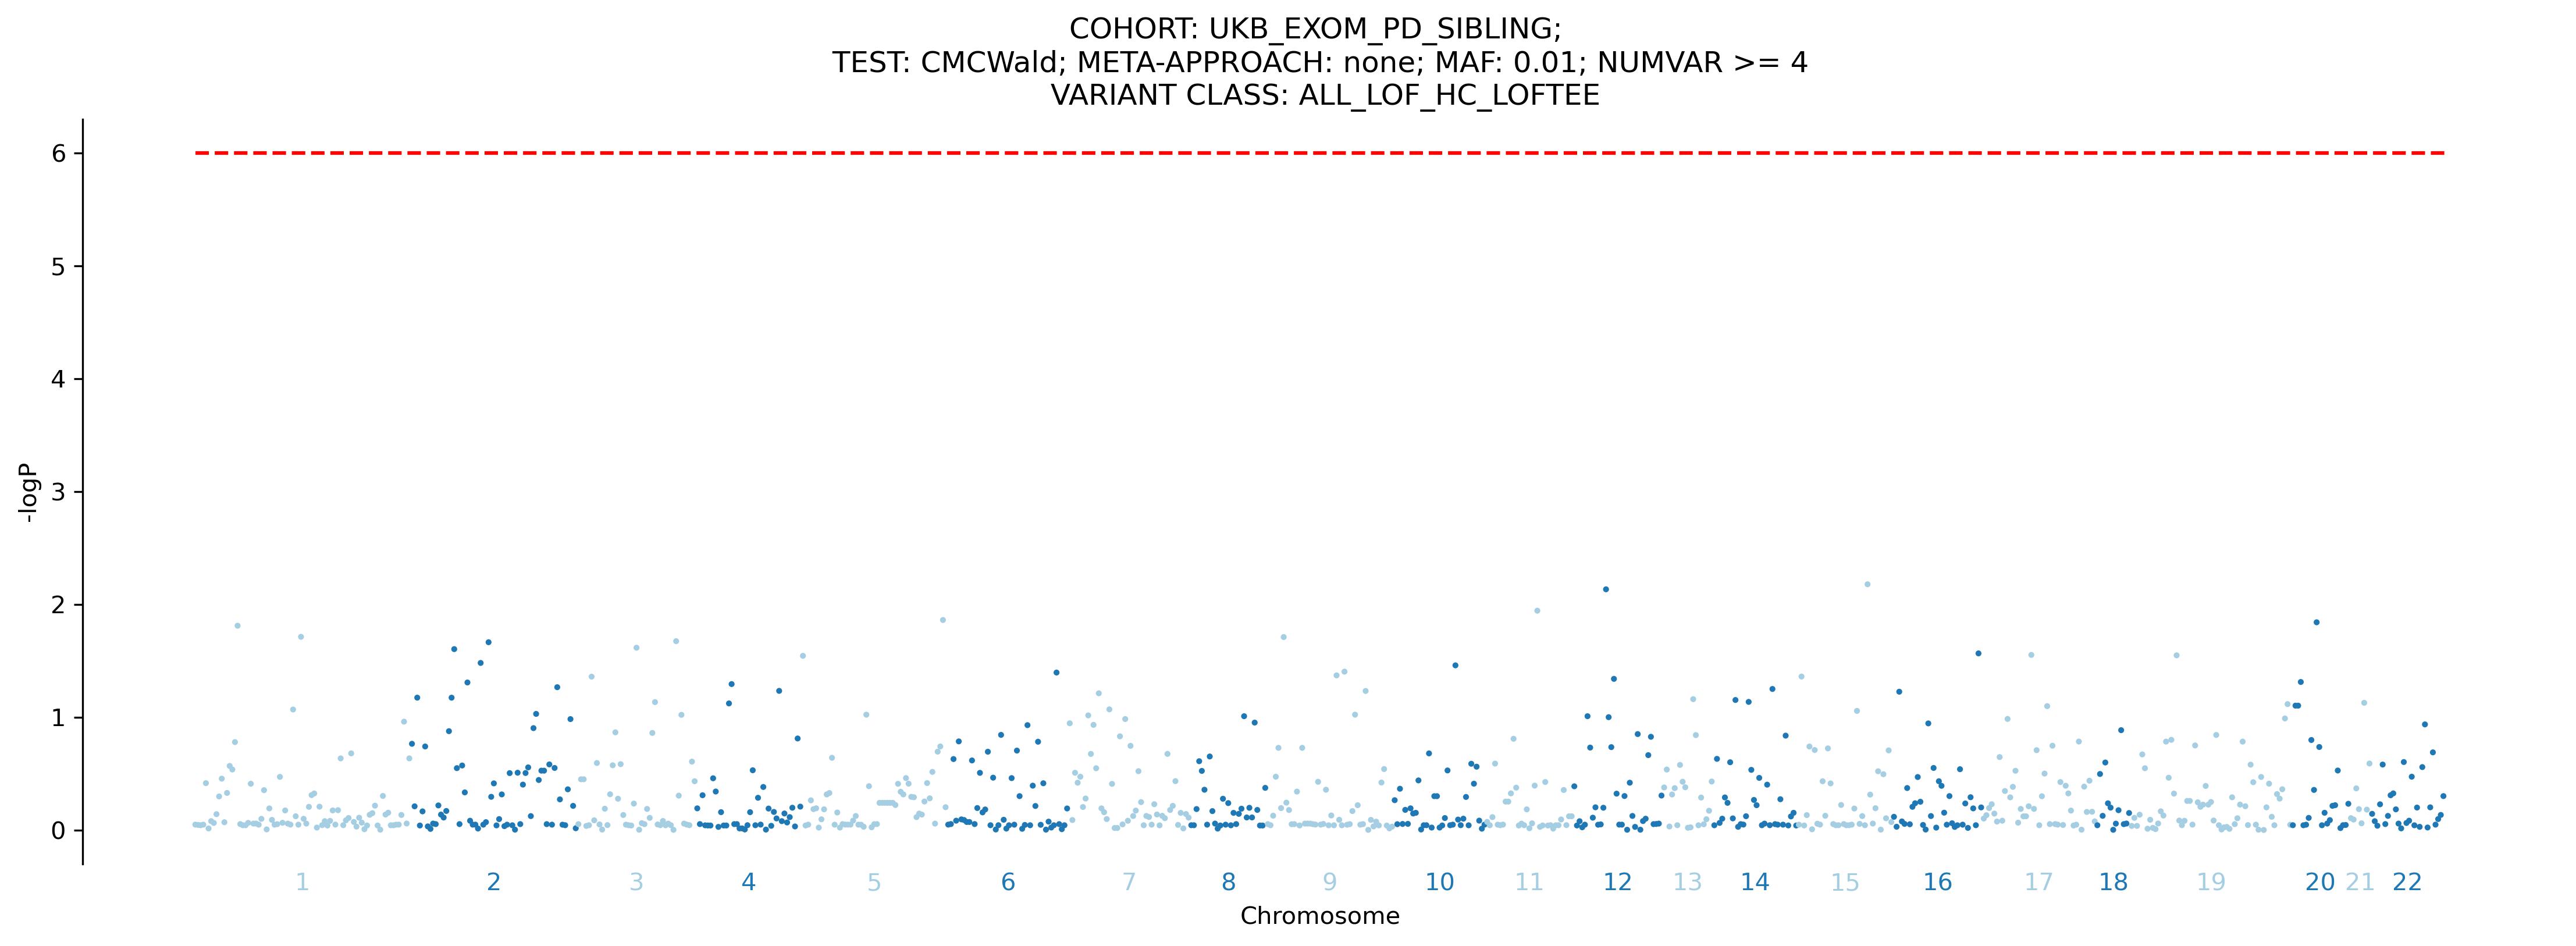 COHORT: UKB_EXOM_PD_SIBLING;
TEST: CMCWald; META-APPROACH: none; MAF: 0.01; NUMVAR >= 4
VARIANT CLASS: ALL_LOF_HC_LOFTEE
6
5
4
3
2
1
0
-logP
1 2 3 4 5 6 7 8 9 10 11 12 13 14 15 16 17 18 19 20 21 22
Chromosome